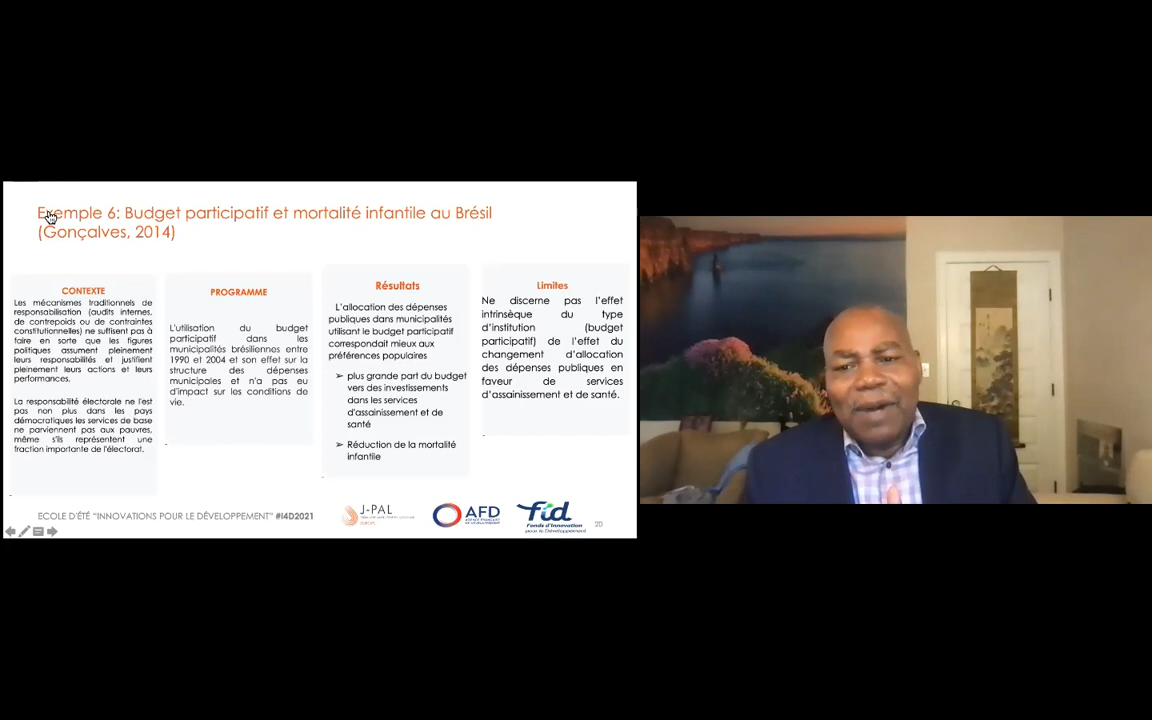 Exemple 6: Budget participatif et mortalité infantile au Brésil
(Gonçalves, 2014)
CONTEXTE
Les mécanismes traditionnels de
responsabilisation (audits internes,
de contrepoids ou de contraintes
constitutionnelles) ne suffisent pas à
faire en sorte que les figures
politiques assument pleinement
leurs responsabilités et justifient
pleinement leurs actions et leurs
performances.
La responsabilité électorale ne l'est
pas non plus dans les pays
démocratiques les services de base
ne parviennent pas aux pauvres,
même s'ils représentent une
fraction importante de l'électorat.
PROGRAMME
L'utilisation du budget
participatif dans les
municipalités brésiliennes entre
1990 et 2004 et son effet sur la
structure des dépenses
municipales et n'a pas eu
d'impact sur les conditions de
vie.
Résultats
L'allocation des dépenses
publiques dans municipalités
utilisant le budget participatif
correspondait mieux aux
préférences populaires
➢ plus grande part du budget
vers des investissements
dans les services
d'assainissement et de
santé
➢ Réduction de la mortalité
infantile
Limites
Ne discerne pas l'effet
intrinsèque du type
d'institution (budget
participatif) de l'effet du
changement d'allocation
des dépenses publiques en
faveur de services
d'assainissement et de santé.
ECOLE D'ÉTÉ "INNOVATIONS POUR LE DÉVELOPPEMENT" #I4D2021
J-PAL
EUROPE
AFD
fid
Fonds d'innovation
pour le Développement
20